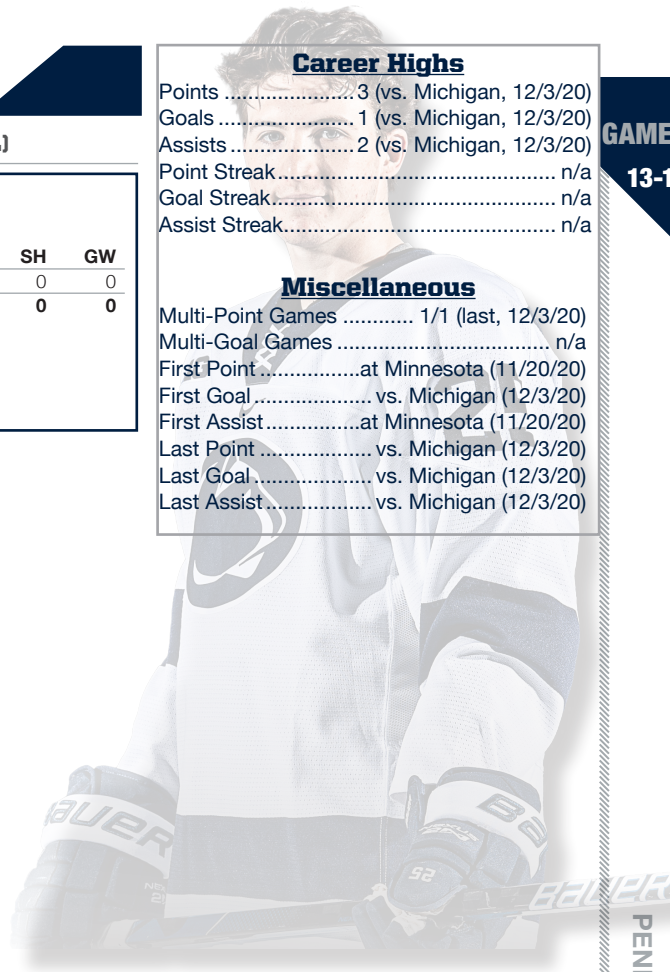 Career Highs
Points .....................3 (vs. Michigan, 12/3/20)
Goals ......................1 (vs. Michigan, 12/3/20)
Assists....................2 (vs. Michigan, 12/3/20)
Point Streak............................................. n/a
Goal Streak.............................................. n/a
Assist Streak............................................ n/a
Miscellaneous
Multi-Point Games ............ 1/1 (last, 12/3/20)
Multi-Goal Games ................................... n/a
First Point ................at Minnesota (11/20/20)
First Goal................... vs. Michigan (12/3/20)
First Assist...............at Minnesota (11/20/20)
Last Point .................. vs. Michigan (12/3/20)
Last Goal ................... vs. Michigan (12/3/20)
Last Assist................. vs. Michigan (12/3/20)
SH GW
0 0
0 0
GAME
13-1
BAUER
25
BAUER
PEN